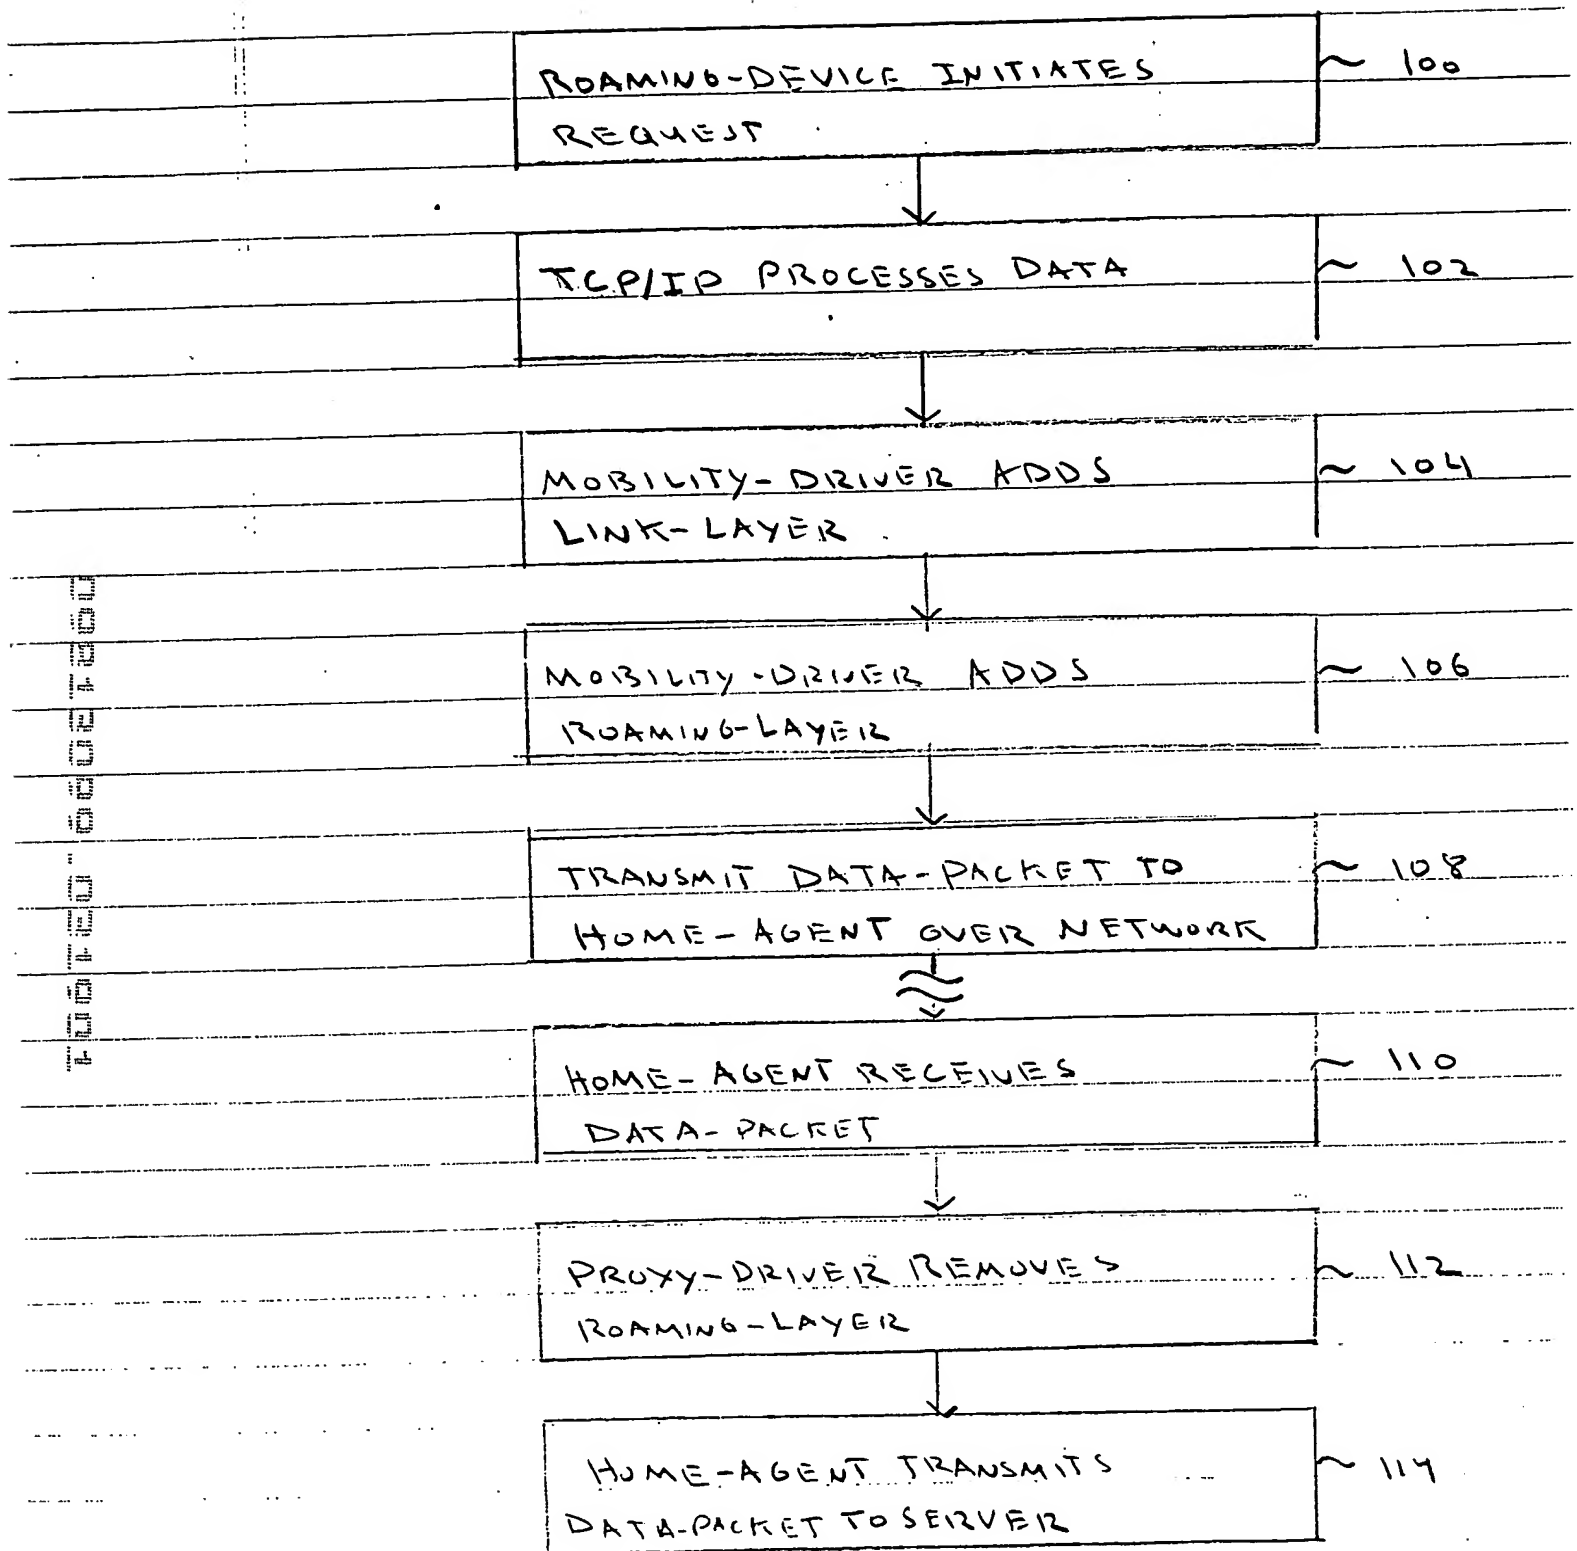 ROAMING-DEVICE INITIATES ~ 100
REQUEST
TCP/IP PROCESSES DATA ~ 102
MOBILITY-DRIVER ADDS ~ 104
LINK-LAYER
MOBILITY-DRIVER ADDS ~ 106
ROAMING-LAYER
TRANSMIT DATA-PACKET TO ~ 108
HOME-AGENT OVER NETWORK
HOME-AGENT RECEIVES ~ 110
DATA-PACKET
PROXY-DRIVER REMOVES ~ 112
ROAMING-LAYER
HOME-AGENT TRANSMITS ~ 114
DATA-PACKET TO SERVER